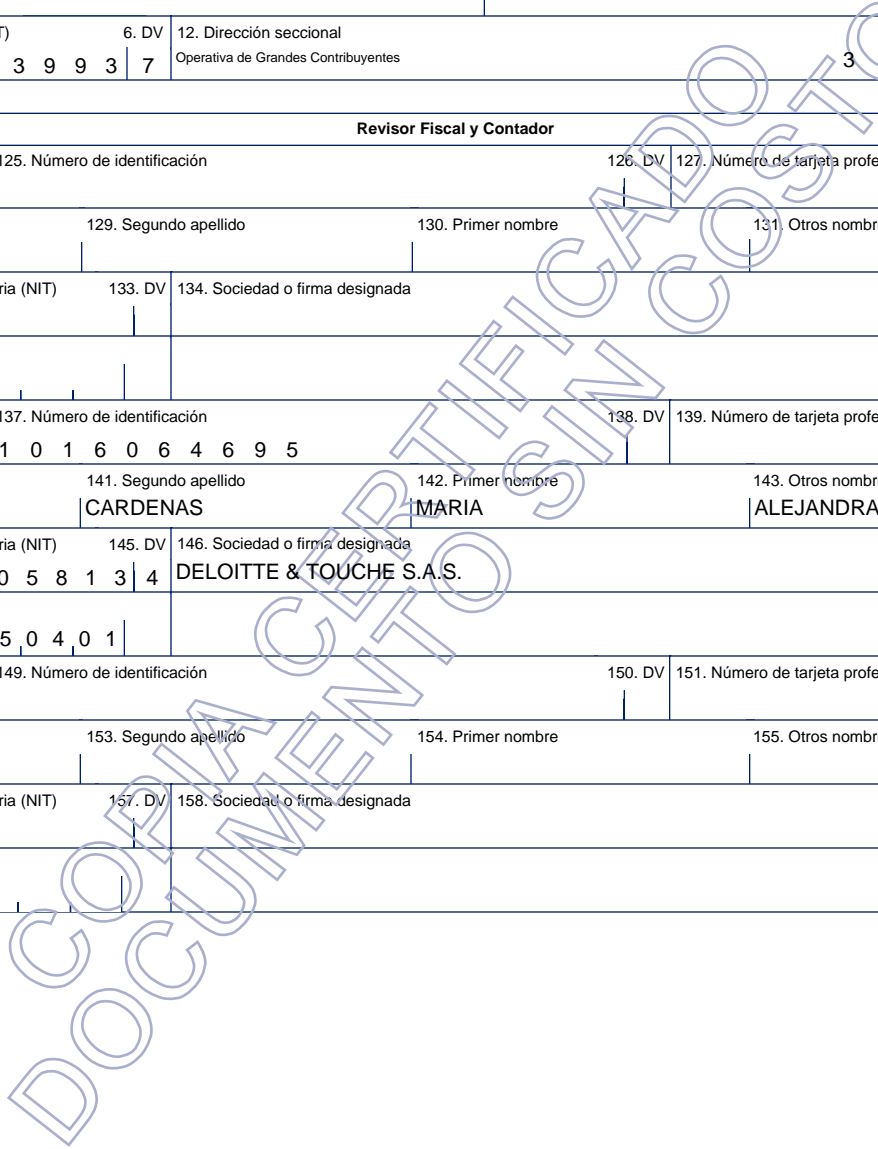 T) 6. DV 12. Dirección seccional
3 9 9 3 7 Operativa de Grandes Contribuyentes 3
Revisor Fiscal y Contador
125. Número de identificación 126. DV 127. Número de tarjeta profe
129. Segundo apellido 130. Primer nombre 131. Otros nombre
ria (NIT) 133. DV 134. Sociedad o firma designada
137. Número de identificación 138. DV 139. Número de tarjeta profe
1 0 1 6 0 6 4 6 9 5
141. Segundo apellido 142. Primer nombre 143. Otros nombre
CARDENAS MARIA ALEJANDRA
ria (NIT) 145. DV 146. Sociedad o firma designada
0 5 8 1 3 4 DELOITTE & TOUCHE S.A.S.
5 0 4 0 1
149. Número de identificación 150. DV 151. Número de tarjeta profe
153. Segundo apellido 154. Primer nombre 155. Otros nombre
ria (NIT) 157. DV 158. Sociedad o firma designada
COPIA CERTIFICADO
DOCUMENTO SIN COSTO